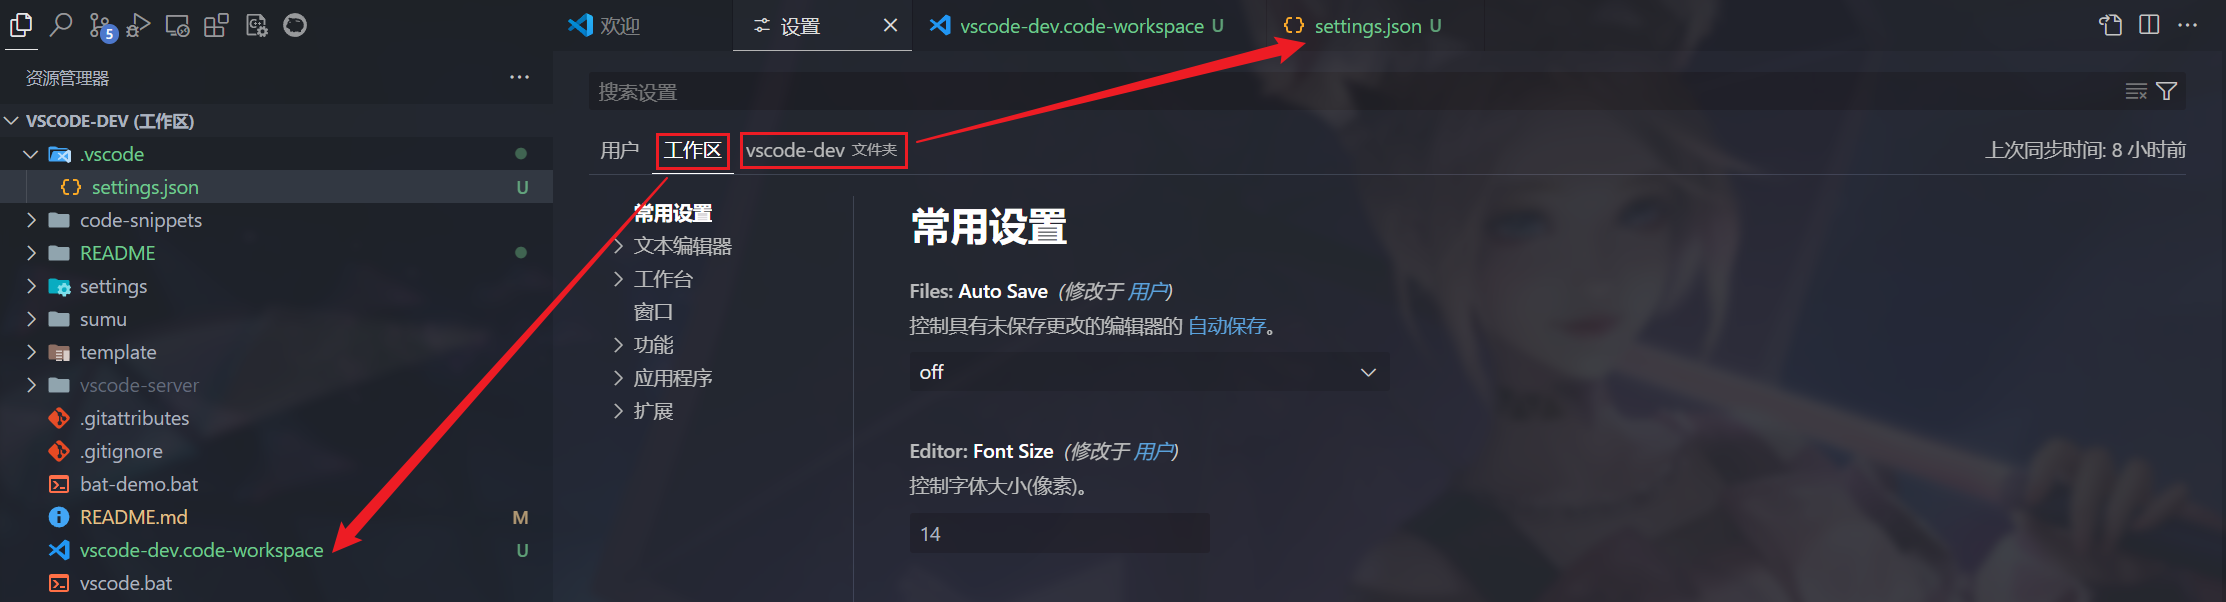 5
欢迎
设置
vscode-dev.code-workspace U
settings.json U
资源管理器
VSCODE-DEV (工作区)
.vscode
settings.json U
code-snippets
README
settings
sumu
template
vscode-server
.gitattributes
.gitignore
bat-demo.bat
README.md M
vscode-dev.code-workspace U
vscode.bat
搜索设置
用户 工作区 vscode-dev 文件夹
上次同步时间: 8 小时前
常用设置
文本编辑器
工作台
窗口
功能
应用程序
扩展
常用设置
Files: Auto Save (修改于 用户)
控制具有未保存更改的编辑器的 自动保存。
off
Editor: Font Size (修改于 用户)
控制字体大小(像素)。
14